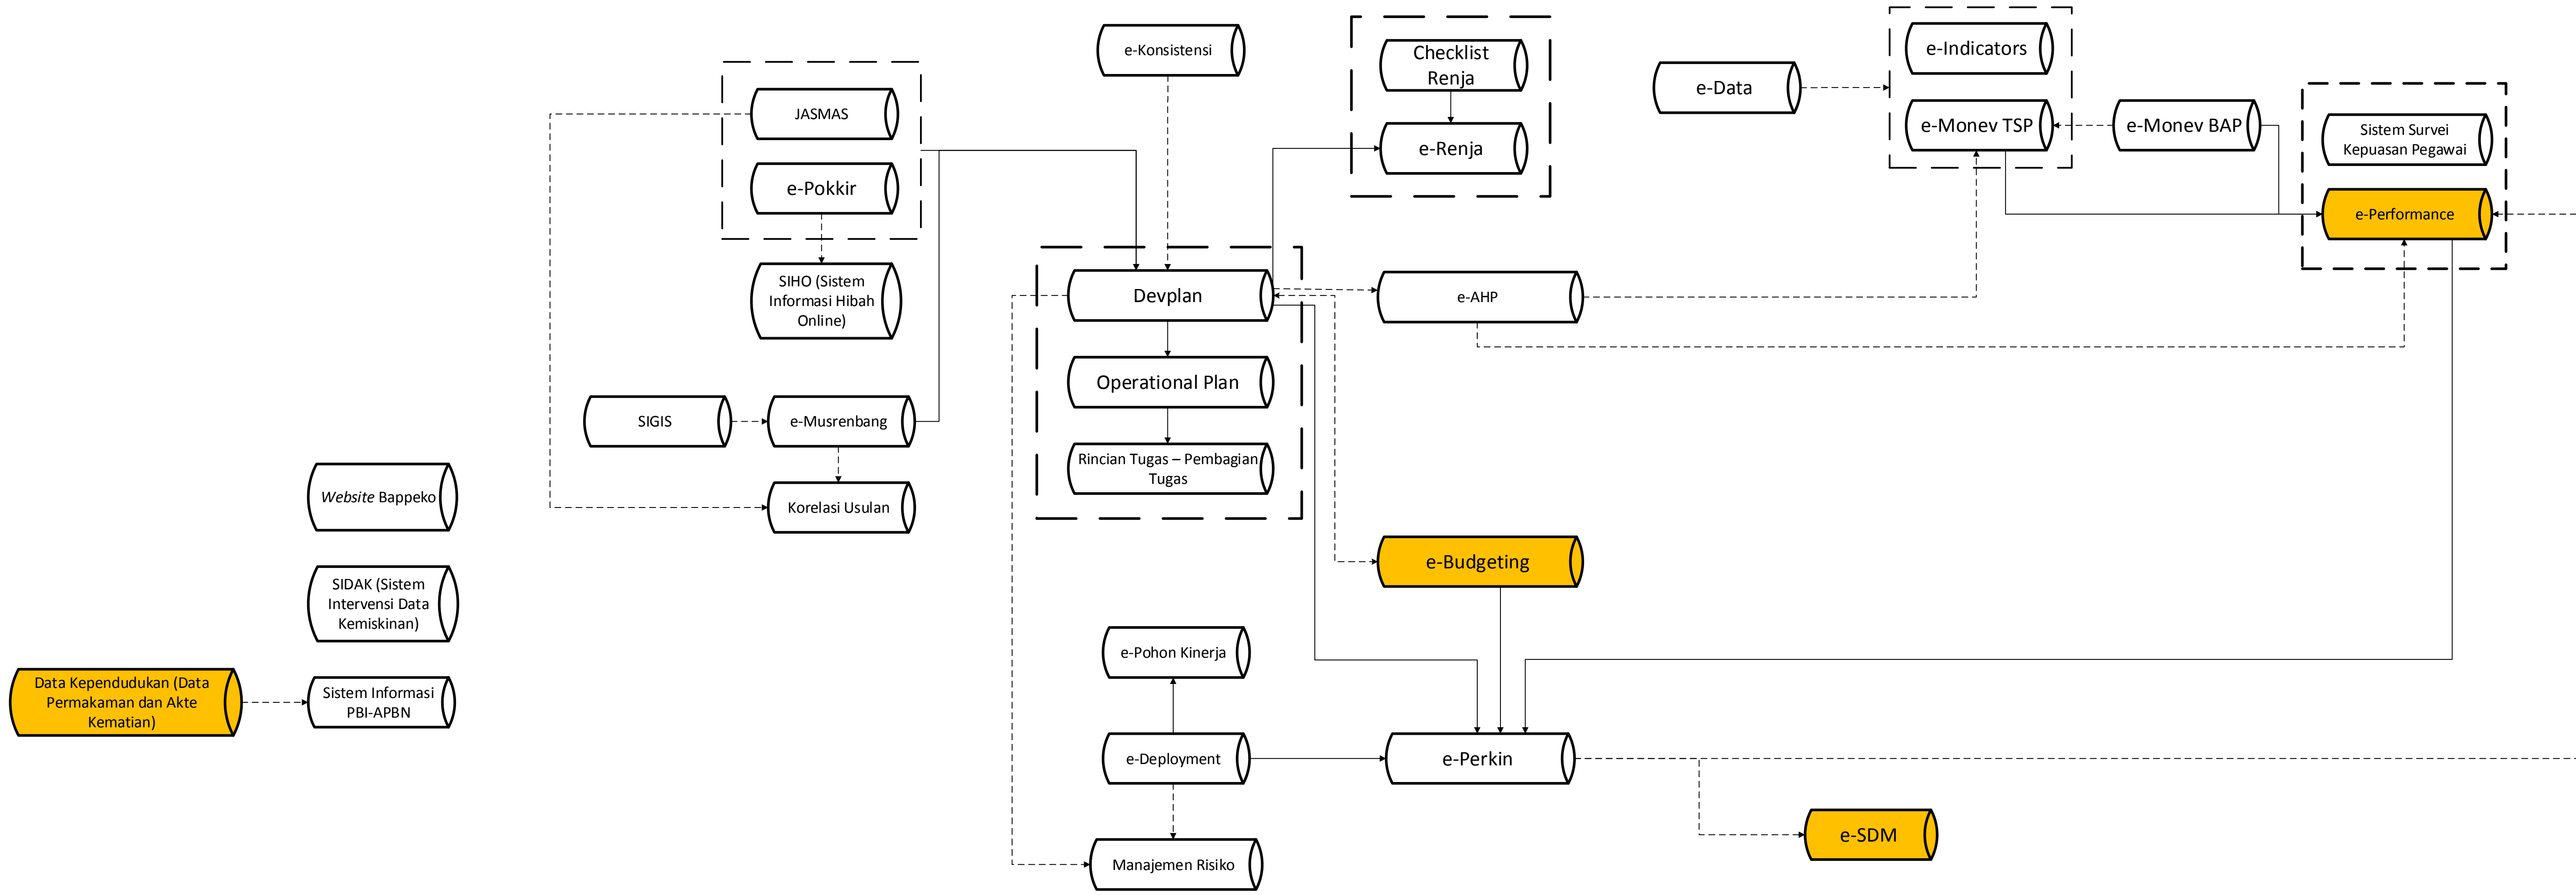 e-Konsistensi
Checklist
Renja
e-Renja
e-Indicators
e-Data
e-Monev TSP
e-Monev BAP
Sistem Survei
Kepuasan Pegawai
e-Performance
JASMAS
e-Pokkir
SIHO (Sistem
Informasi Hibah
Online)
Devplan
e-AHP
Operational Plan
Rincian Tugas – Pembagian
Tugas
SIGIS
e-Musrenbang
Korelasi Usulan
Website Bappeko
SIDAK (Sistem
Intervensi Data
Kemiskinan)
Data Kependudukan (Data
Permakaman dan Akte
Kematian)
Sistem Informasi
PBI-APBN
e-Budgeting
e-Pohon Kinerja
e-Deployment
e-Perkin
e-SDM
Manajemen Risiko